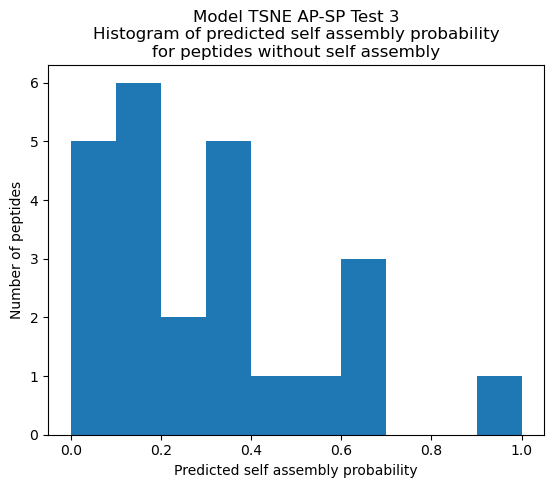 Model TSNE AP-SP Test 3
Histogram of predicted self assembly probability
for peptides without self assembly
6
5
4
3
2
1
0
Number of peptides
0.0 0.2 0.4 0.6 0.8 1.0
Predicted self assembly probability